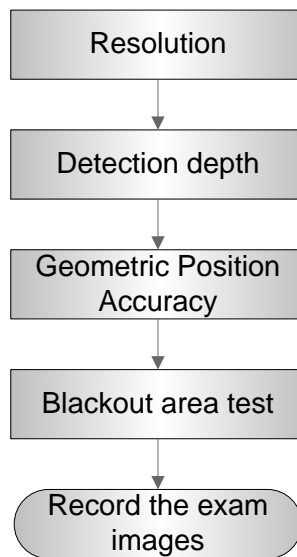 Resolution
Detection depth
Geometric Position
Accuracy
Blackout area test
Record the exam
images